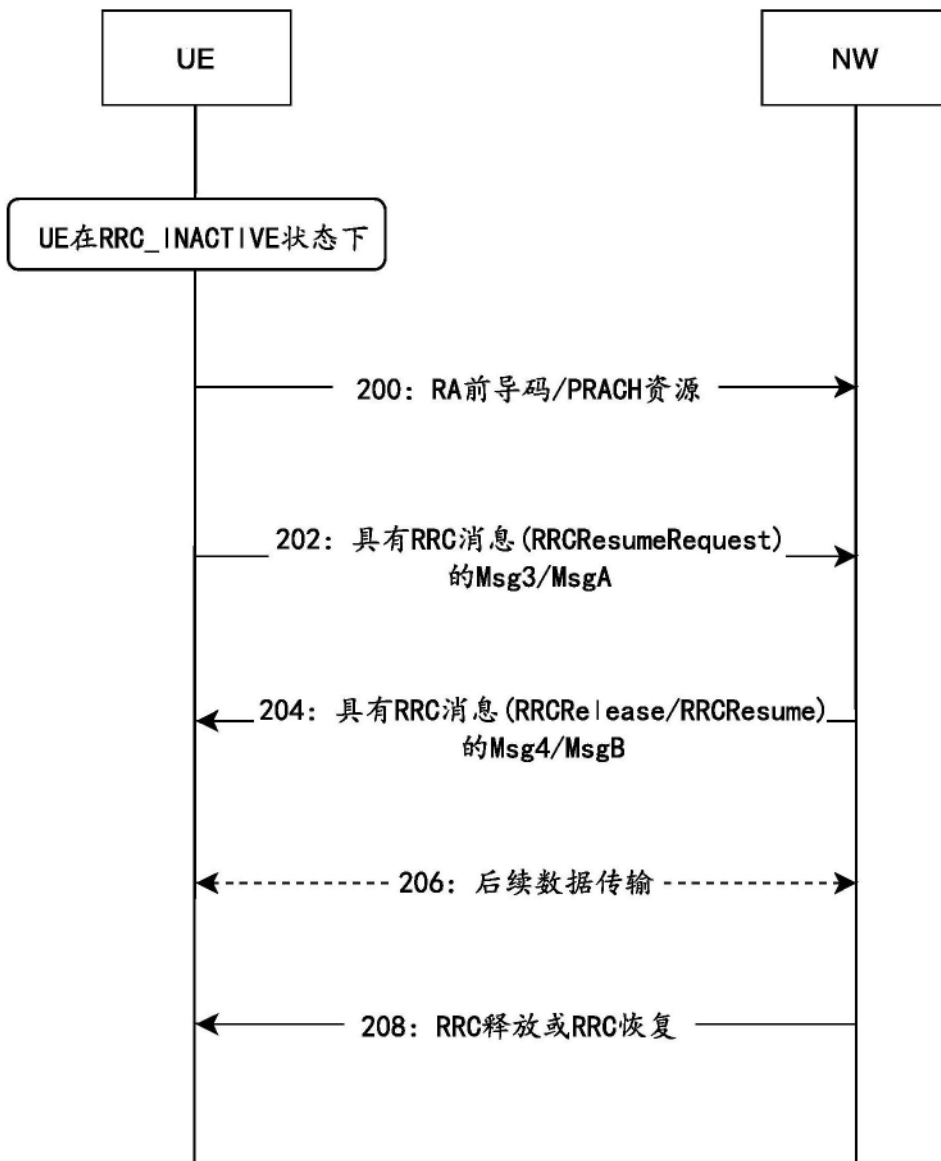 UE
NW
UE在RRC_INACTIVE状态下
200：RA前导码/PRACH资源
202：具有RRC消息(RRCResumeRequest)
的Msg3/MsgA
204：具有RRC消息(RRCRelease/RRCResume)
的Msg4/MsgB
206：后续数据传输
208：RRC释放或RRC恢复